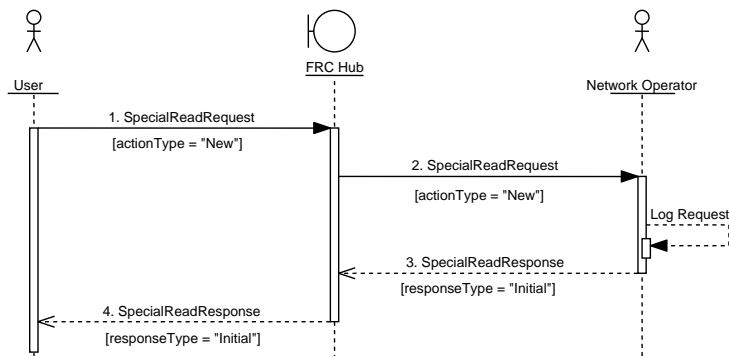 FRC Hub
User
Network Operator
1. SpecialReadRequest
[actionType = "New"]
2. SpecialReadRequest
[actionType = "New"]
Log Request
3. SpecialReadResponse
[responseType = "Initial"]
4. SpecialReadResponse
[responseType = "Initial"]